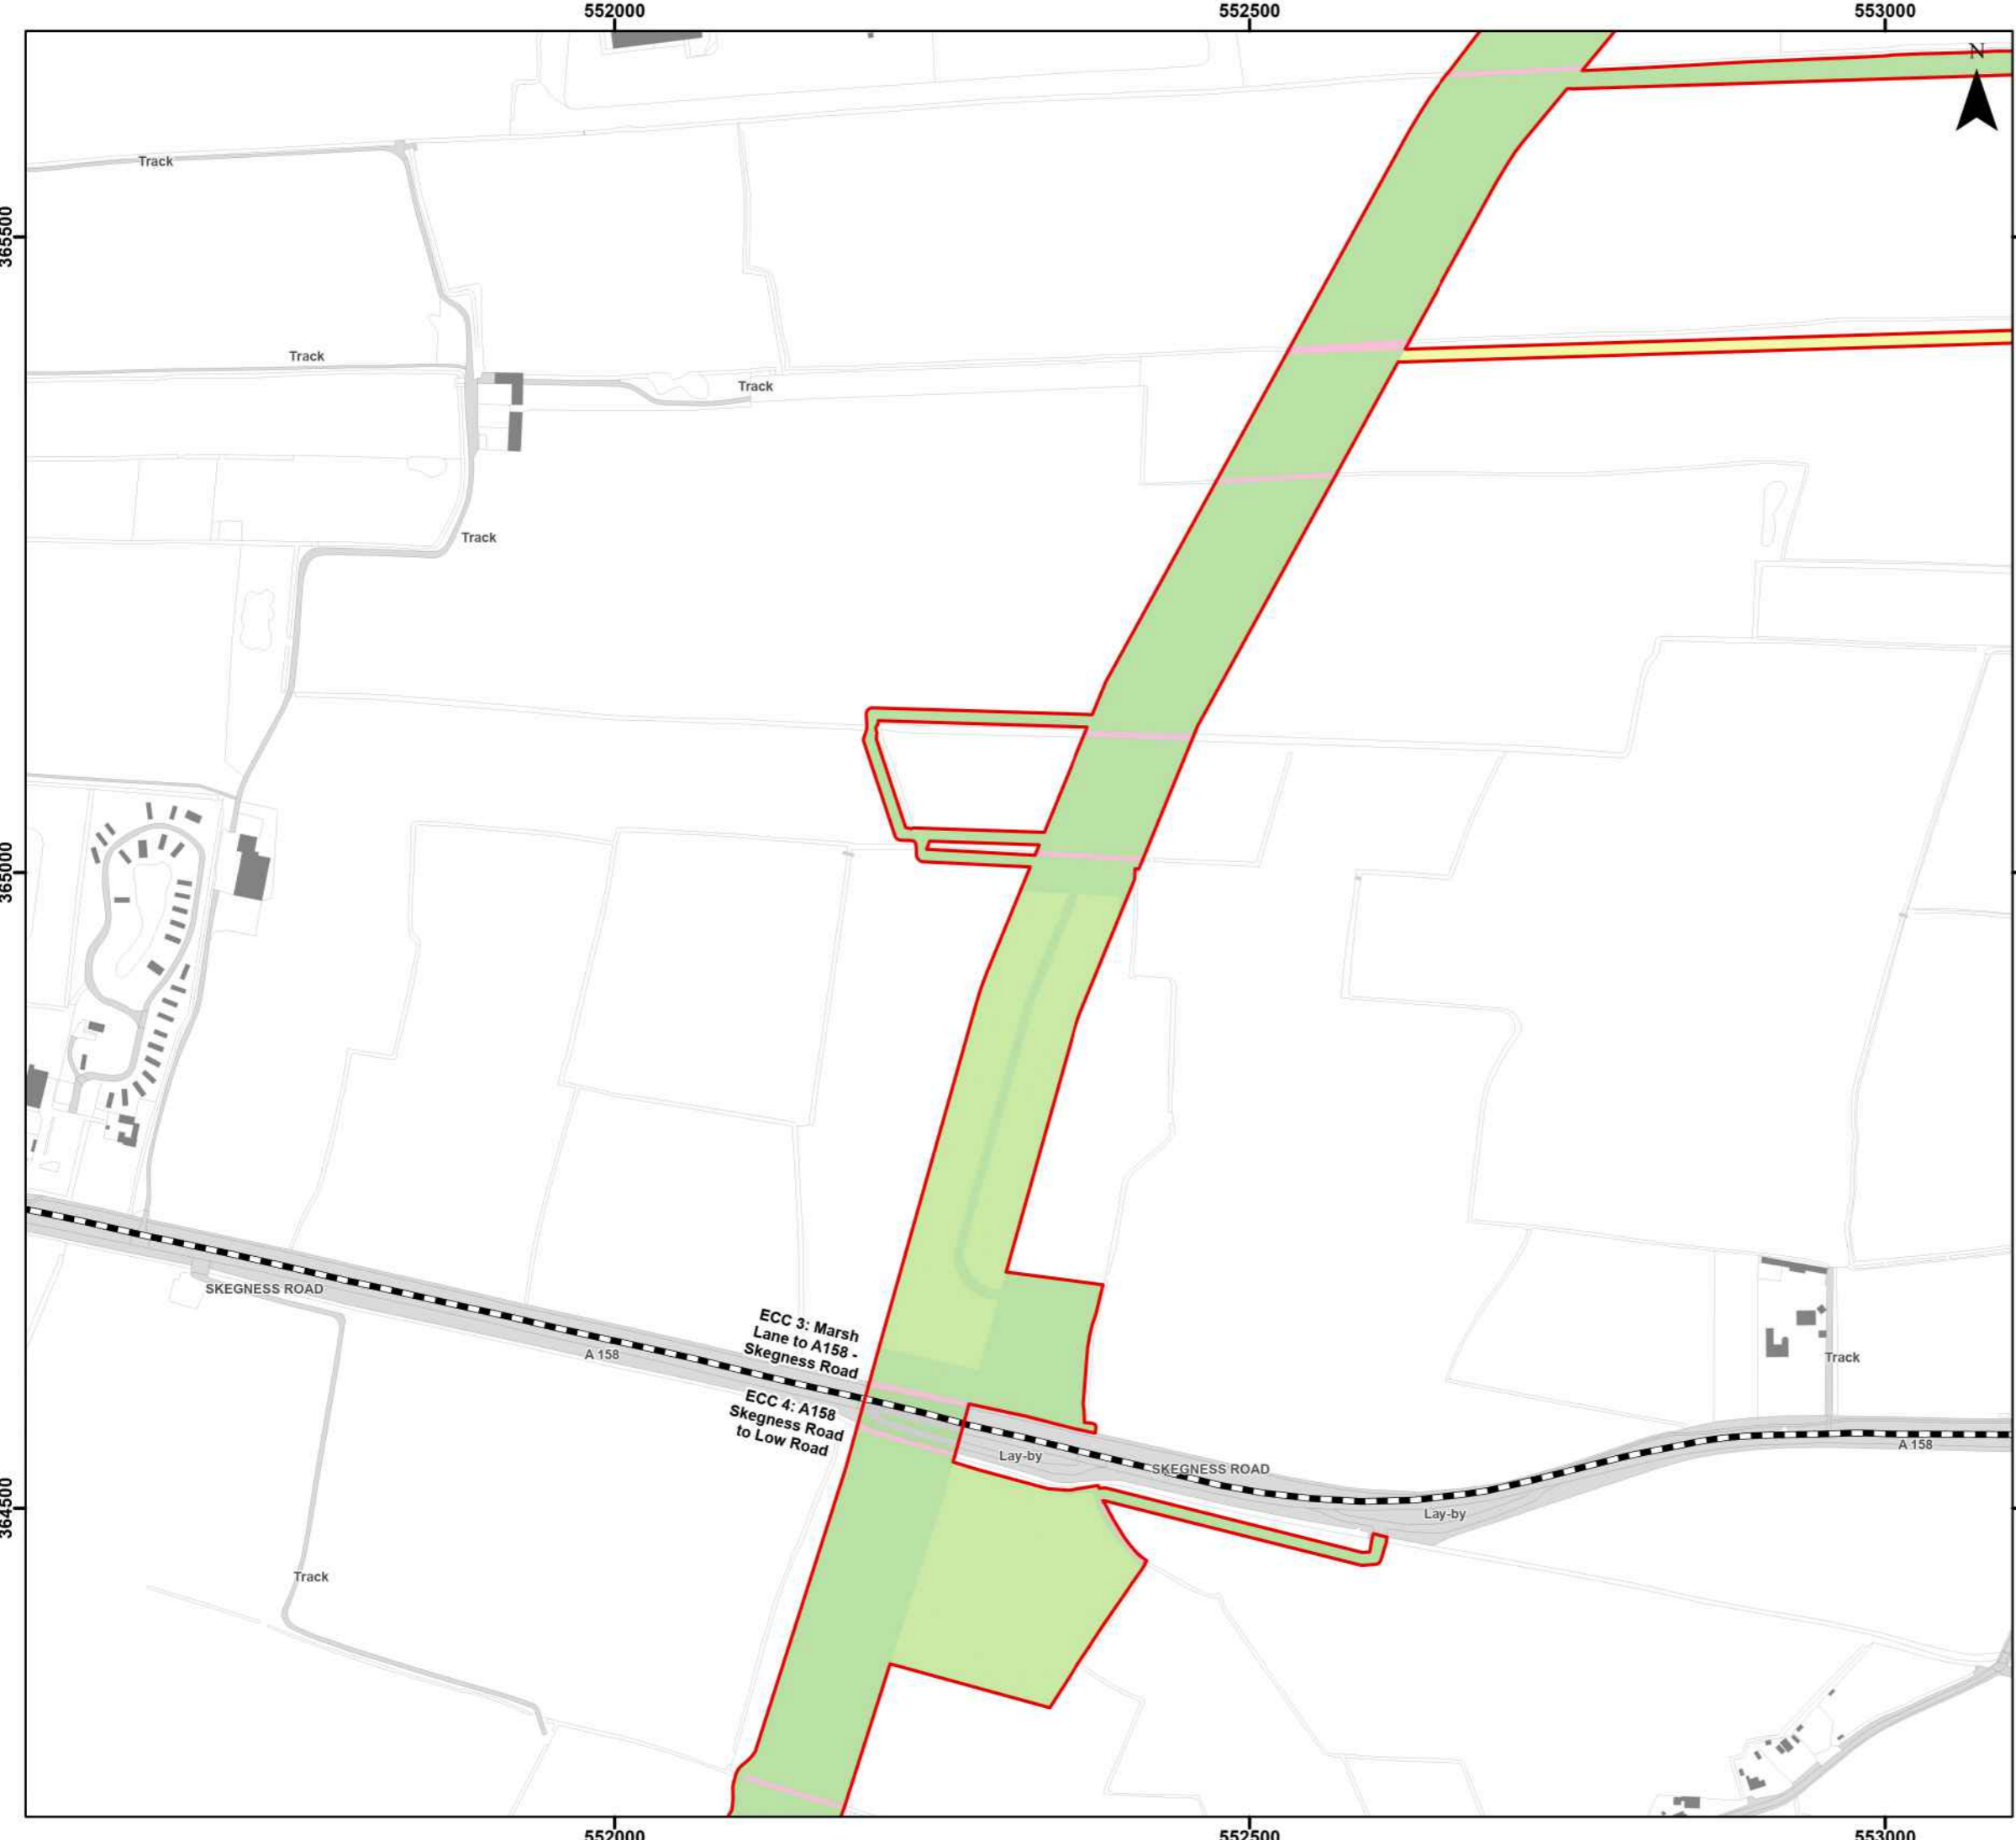 552000
552500
553000
N
Track
365500
Track
Track
Track
365000
SKEGNESS ROAD
ECC 3: Marsh
Lane to A158 -
Skegness Road
A 158
Track
ECC 4: A158
Skegness Road
to Low Road
Lay-by
SKEGNESS ROAD
A 158
364500
Lay-by
Track
552000
552500
553000